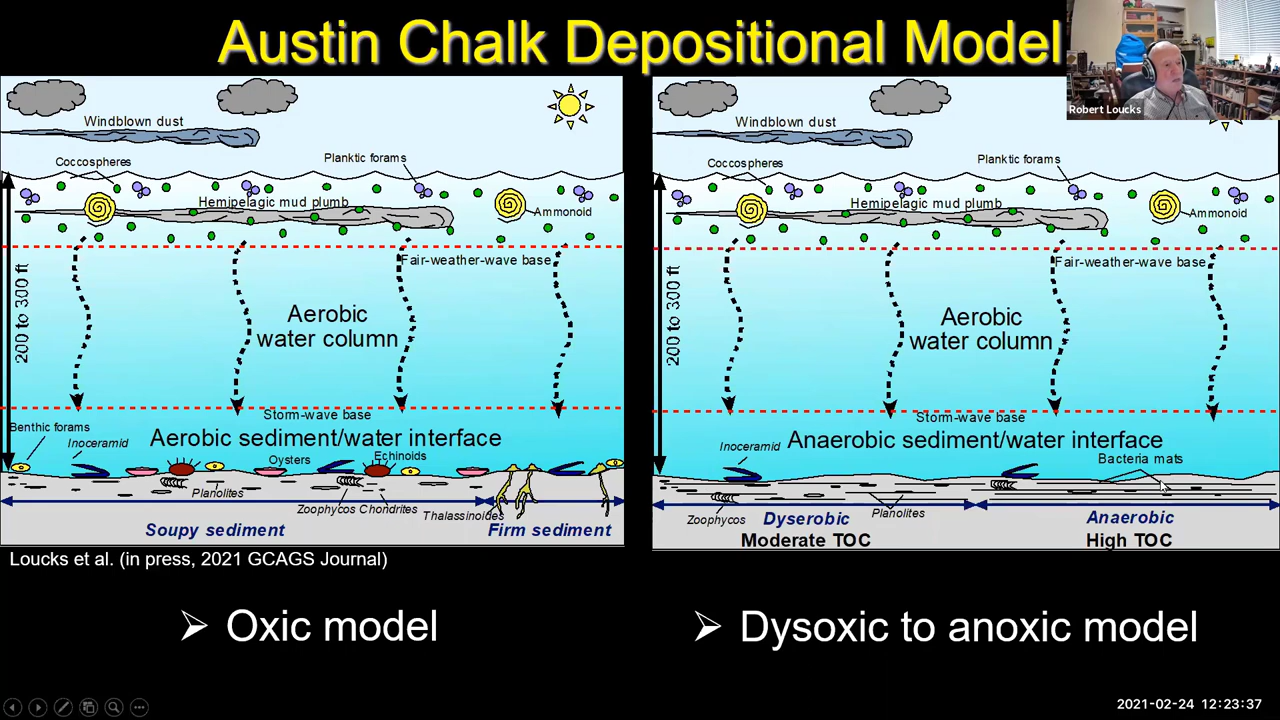 Austin Chalk Depositional Model
Robert Loucks
Windblown dust
Coccospheres
Planktic forams
Hemipelagic mud plumb
Ammonoid
Fair-weather-wave base
200 to 300 ft
Aerobic
water column
Storm-wave base
Benthic forams
Inoceramid
Aerobic sediment/water interface
Oysters
Echinoids
Planolites
Zoophycos Chondrites
Thalassinoides
Soupy sediment
Firm sediment
Windblown dust
Coccospheres
Planktic forams
Hemipelagic mud plumb
Ammonoid
Fair-weather-wave base
200 to 300 ft
Aerobic
water column
Storm-wave base
Inoceramid
Anaerobic sediment/water interface
Bacteria mats
Zoophycos
Planolites
Dyserobic
Anaerobic
Moderate TOC
High TOC
Loucks et al. (in press, 2021 GCAGS Journal)
➢ Oxic model
➢ Dysoxic to anoxic model
2021-02-24 12:23:37